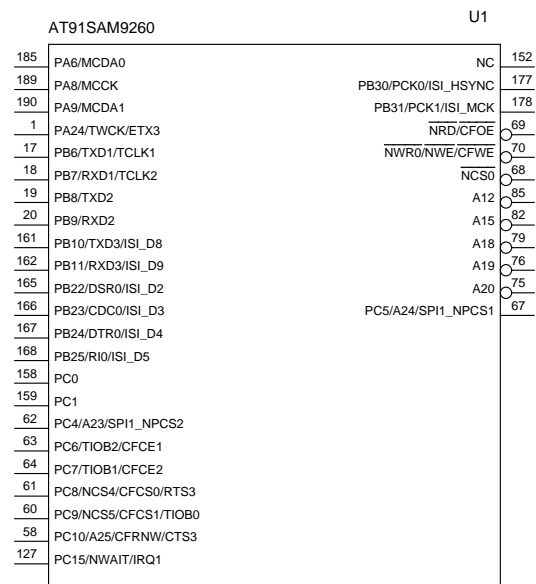 U1
AT91SAM9260
185 PA6/MCDA0
189 PA8/MCCK
190 PA9/MCDA1
1 PA24/TWCK/ETX3
17 PB6/TXD1/TCLK1
18 PB7/RXD1/TCLK2
19 PB8/TXD2
20 PB9/RXD2
161 PB10/TXD3/ISI_D8
162 PB11/RXD3/ISI_D9
165 PB22/DSR0/ISI_D2
166 PB23/CDC0/ISI_D3
167 PB24/DTR0/ISI_D4
168 PB25/RI0/ISI_D5
158 PC0
159 PC1
62 PC4/A23/SPI1_NPCS2
63 PC6/TIOB2/CFCE1
64 PC7/TIOB1/CFCE2
61 PC8/NCS4/CFCS0/RTS3
60 PC9/NCS5/CFCS1/TIOB0
58 PC10/A25/CFRNW/CTS3
127 PC15/NWAIT/IRQ1
NC 152
PB30/PCK0/ISI_HSYNC 177
PB31/PCK1/ISI_MCK 178
NRD/CFOE 69
NWR0/NWE/CFWE 70
NCS0 68
A12 85
A15 82
A18 79
A19 76
A20 75
PC5/A24/SPI1_NPCS1 67